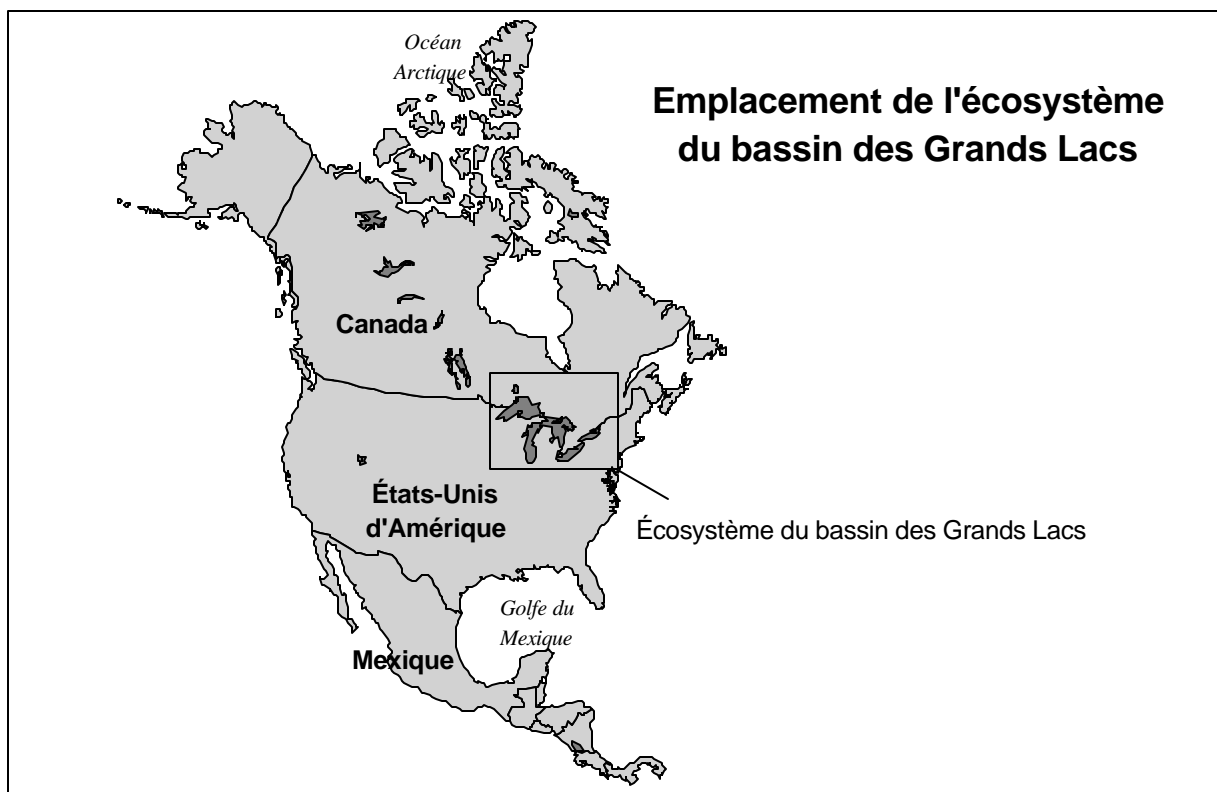 Océan
Arctique
Emplacement de l'écosystème
du bassin des Grands Lacs
Canada
États-Unis
d'Amérique
Écosystème du bassin des Grands Lacs
Golfe du
Mexique
Mexique